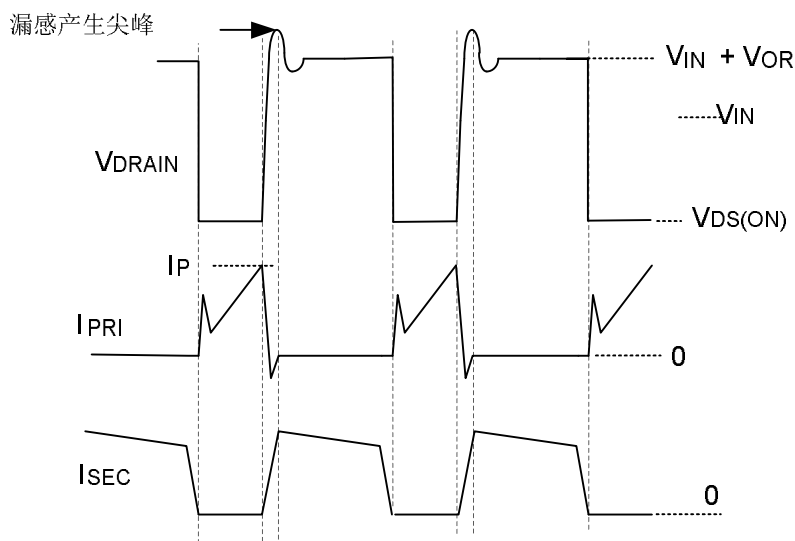 漏感产生尖峰
VIN + VOR
VIN
VDRAIN
VDS(ON)
IP
IPRI
0
ISEC
0